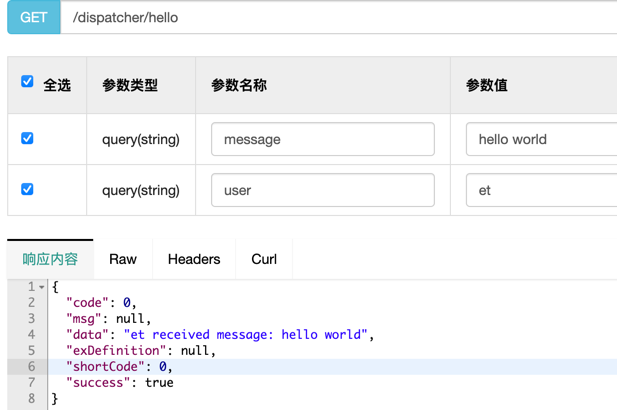 GET /dispatcher/hello
全选 参数类型 参数名称 参数值
query(string) message hello world
query(string) user et
响应内容 Raw Headers Curl
1 {
2 "code": 0,
3 "msg": null,
4 "data": "et received message: hello world",
5 "exDefinition": null,
6 "shortCode": 0,
7 "success": true
8 }